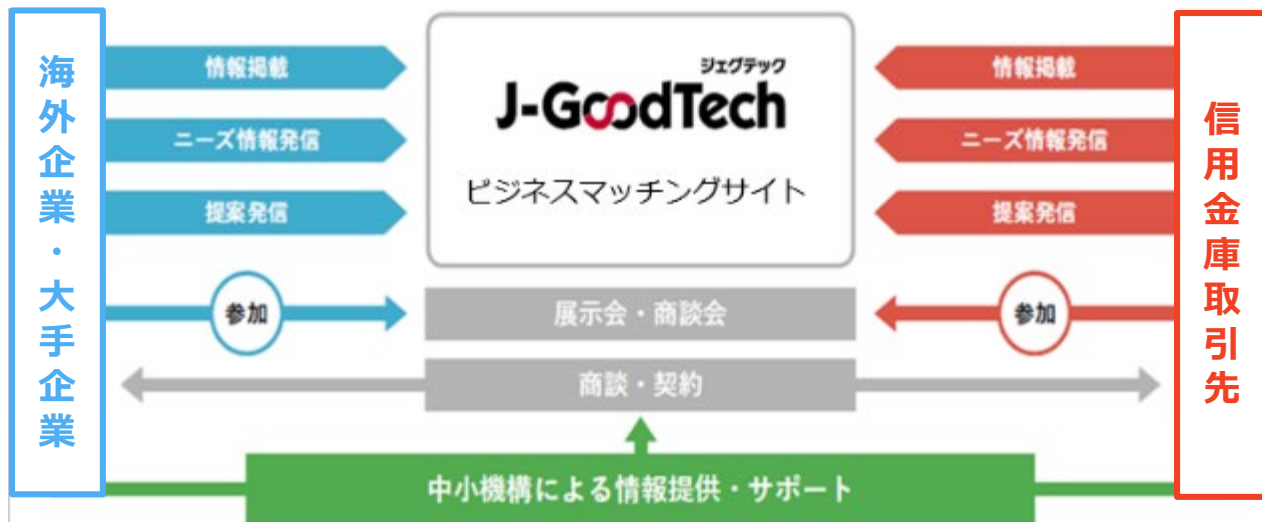 海外企業・大手企業
情報掲載
ニーズ情報発信
提案発信
参加
ジェグテック
J-GoodTech
ビジネスマッチングサイト
展示会・商談会
商談・契約
中小機構による情報提供・サポート
情報掲載
ニーズ情報発信
提案発信
参加
信用金庫取引先